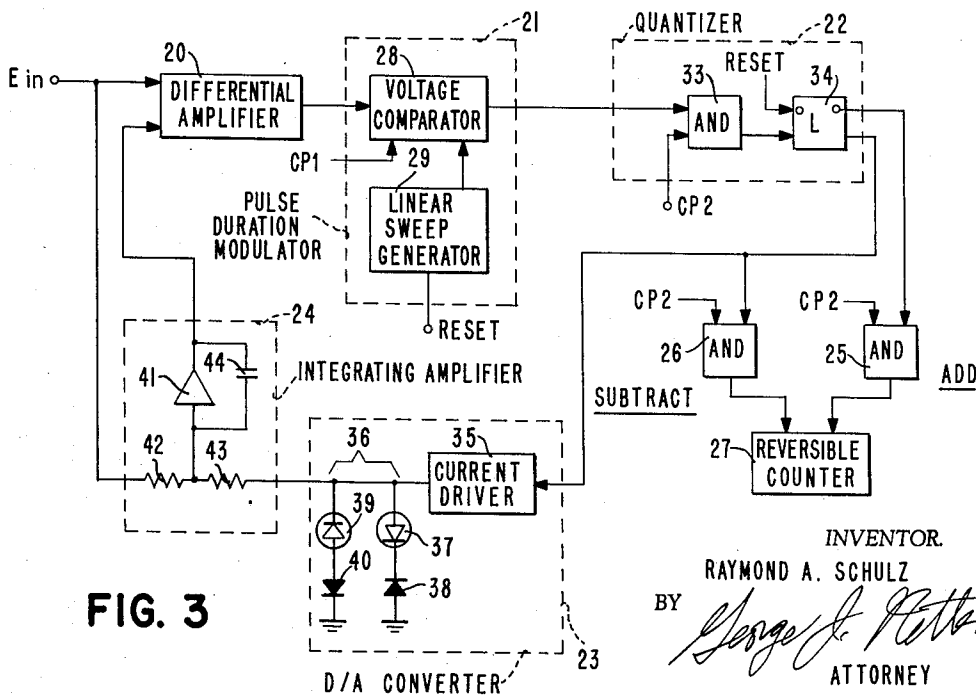 QUANTIZER
21
22
20
28
RESET
E in
DIFFERENTIAL
AMPLIFIER
VOLTAGE
COMPARATOR
33
AND
34
L
CP1
29
LINEAR
SWEEP
GENERATOR
CP2
PULSE
DURATION
MODULATOR
RESET
CP2
CP2
24
26
AND
25
AND
ADD
41
44
INTEGRATING AMPLIFIER
SUBTRACT
42
43
36
35
CURRENT
DRIVER
27
REVERSIBLE
COUNTER
39
37
40
38
INVENTOR.
RAYMOND A. SCHULZ
BY
FIG. 3
23
D/A CONVERTER
ATTORNEY